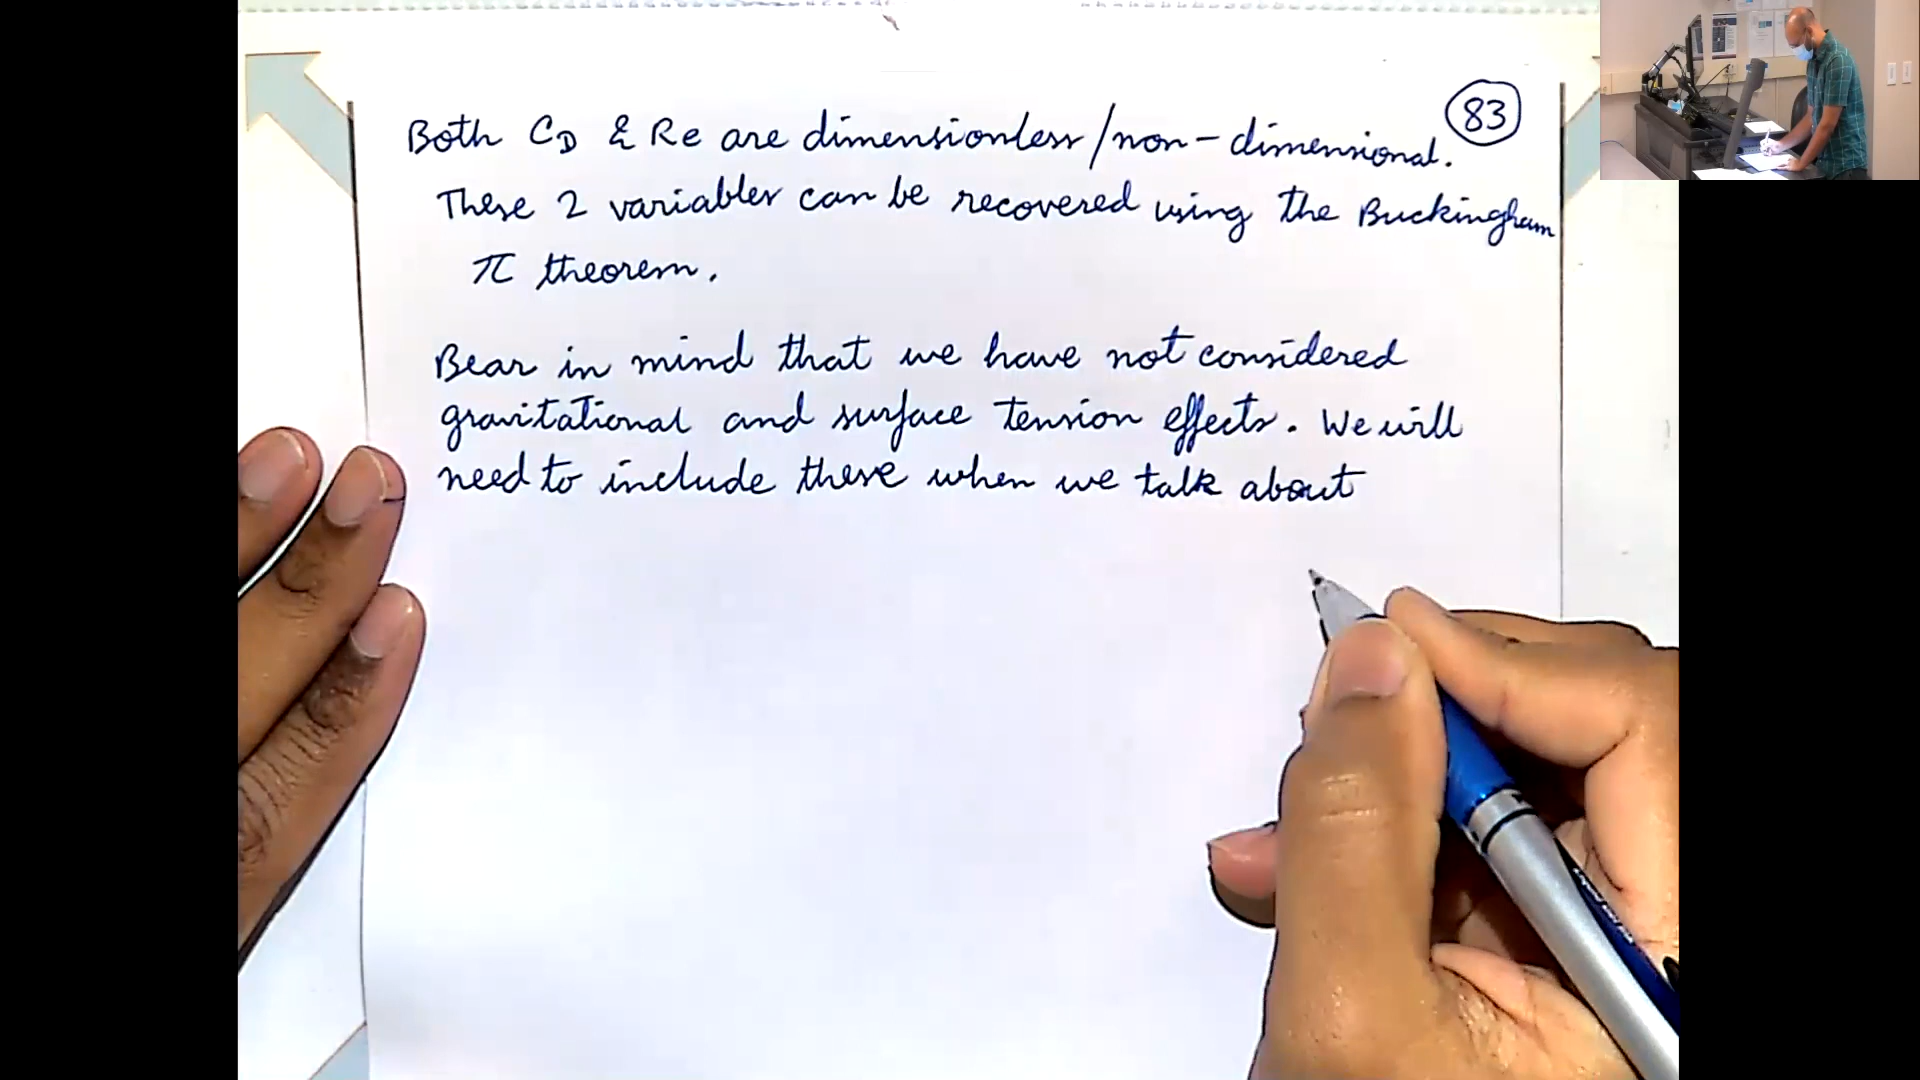 83
Both C_D & Re are dimensionless/non-dimensional.
These 2 variables can be recovered using the Buckingham
π theorem.
Bear in mind that we have not considered
gravitational and surface tension effects. We will
need to include these when we talk about